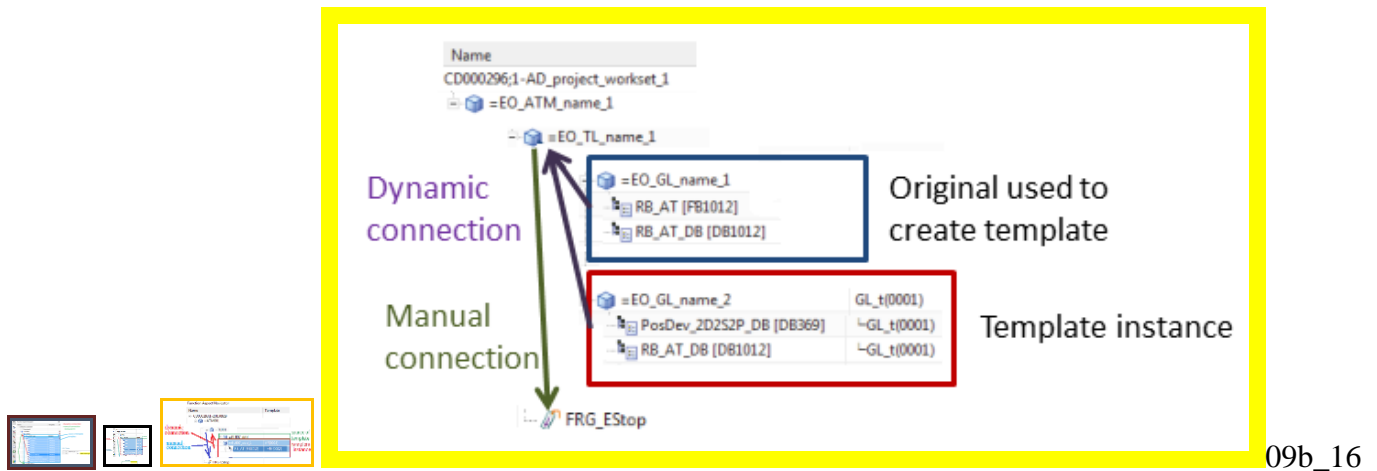 Name
CD000296;1-AD_project_workset_1
=EO_ATM_name_1
=EO_TL_name_1
Dynamic
connection
=EO_GL_name_1
RB_AT [FB1012]
RB_AT_DB [DB1012]
Original used to
create template
Manual
connection
=EO_GL_name_2 GL_t(0001)
PosDev_2D2S2P_DB [DB369] GL_t(0001)
RB_AT_DB [DB1012] GL_t(0001)
Template instance
FRG_EStop
09b_16